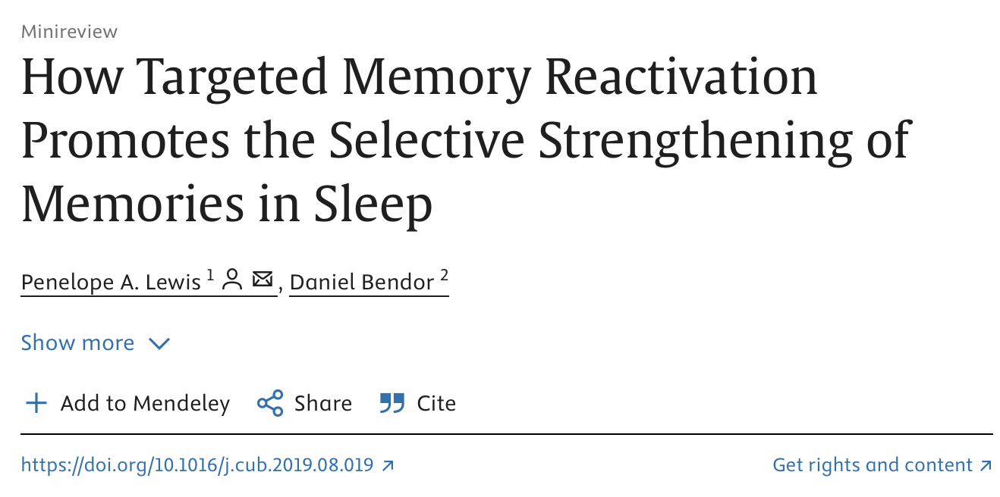 Minireview
How Targeted Memory Reactivation
Promotes the Selective Strengthening of
Memories in Sleep
Penelope A. Lewis 1 , Daniel Bendor 2
Show more
Add to Mendeley Share Cite
https://doi.org/10.1016/j.cub.2019.08.019 Get rights and content